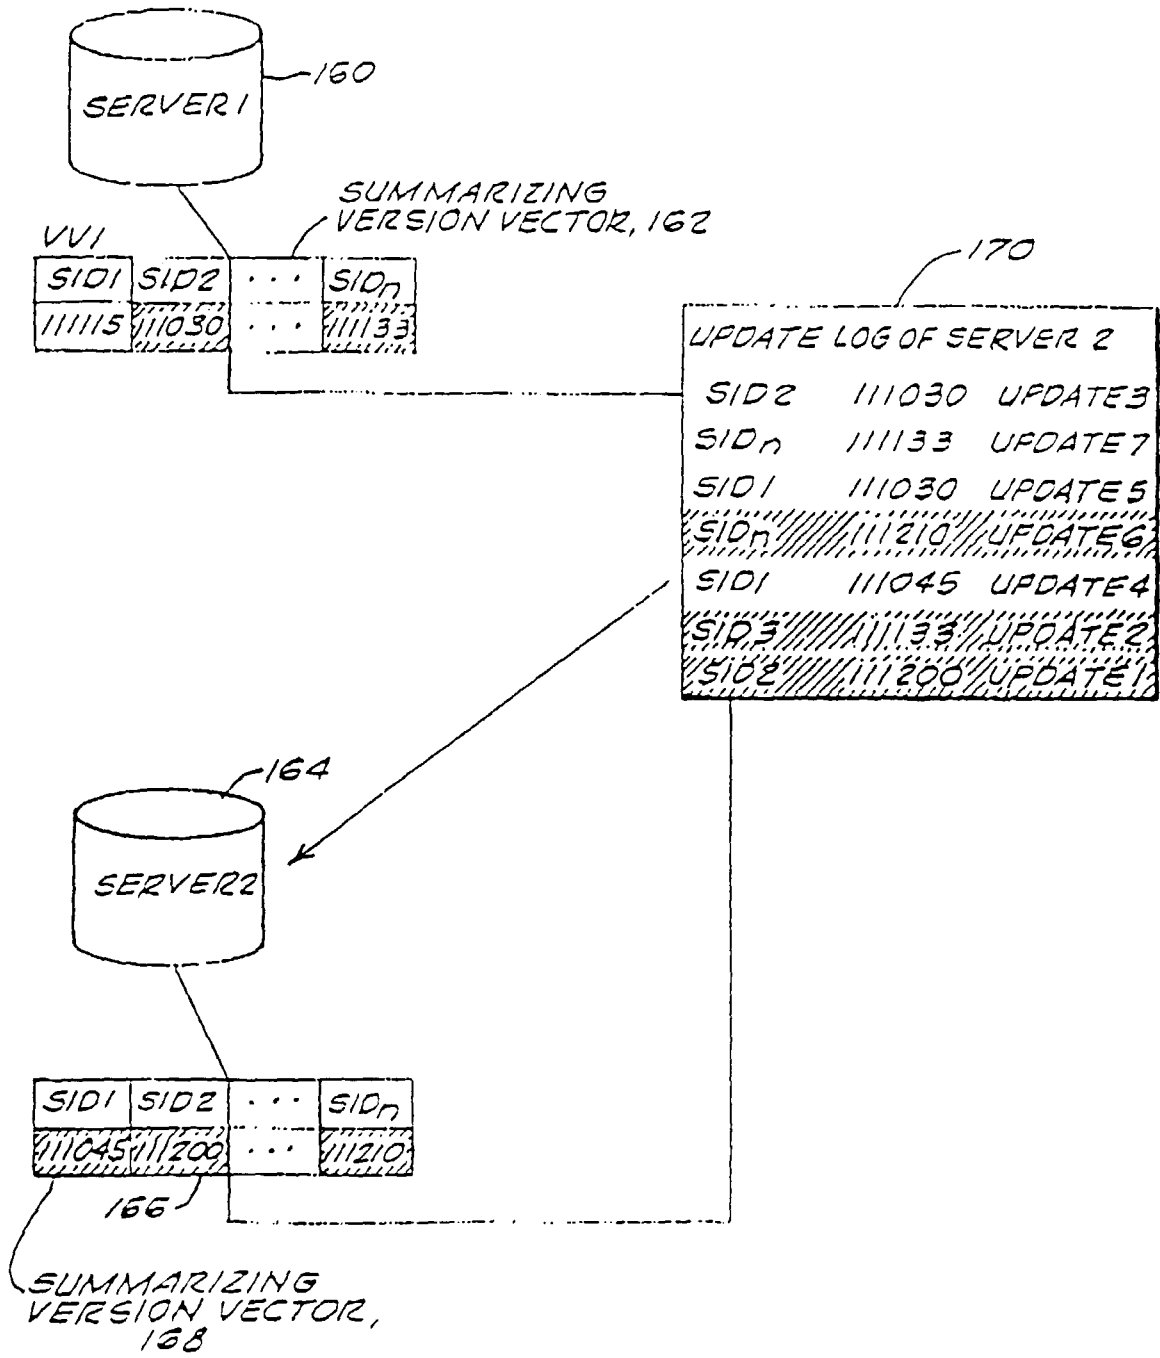 SERVER1
160
SUMMARIZING
VERSION VECTOR, 162
VV1
SID1 SID2 ... SIDn
111115 111030 ... 111133
170
UPDATE LOG OF SERVER 2
SID2 111030 UPDATE3
SIDn 111133 UPDATE7
SID1 111030 UPDATE5
SIDn 111210 UPDATE6
SID1 111045 UPDATE4
SID3 111133 UPDATE2
SID2 111200 UPDATE1
164
SERVER2
SID1 SID2 ... SIDn
111045 111200 ... 111210
166
SUMMARIZING
VERSION VECTOR,
168